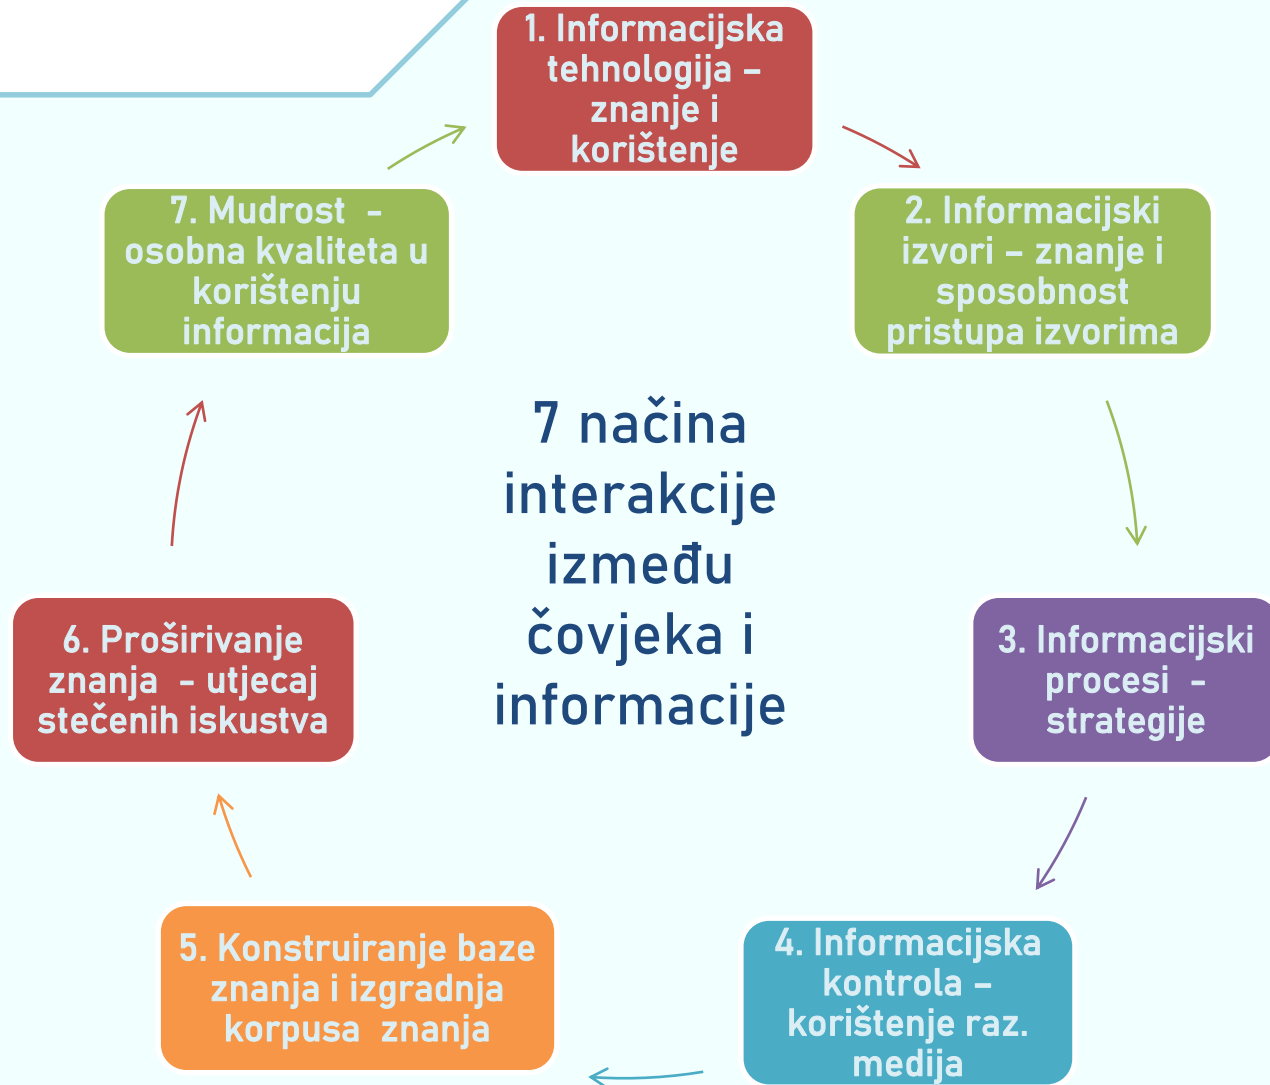 1. Informacijska
tehnologija –
znanje i
korištenje
2. Informacijski
izvori – znanje i
sposobnost
pristupa izvorima
3. Informacijski
procesi -
strategije
4. Informacijska
kontrola –
korištenje raz.
medija
5. Konstruiranje baze
znanja i izgradnja
korpusa znanja
6. Proširivanje
znanja - utjecaj
stečenih iskustva
7. Mudrost -
osobna kvaliteta u
korištenju
informacija
7 načina
interakcije
između
čovjeka i
informacije